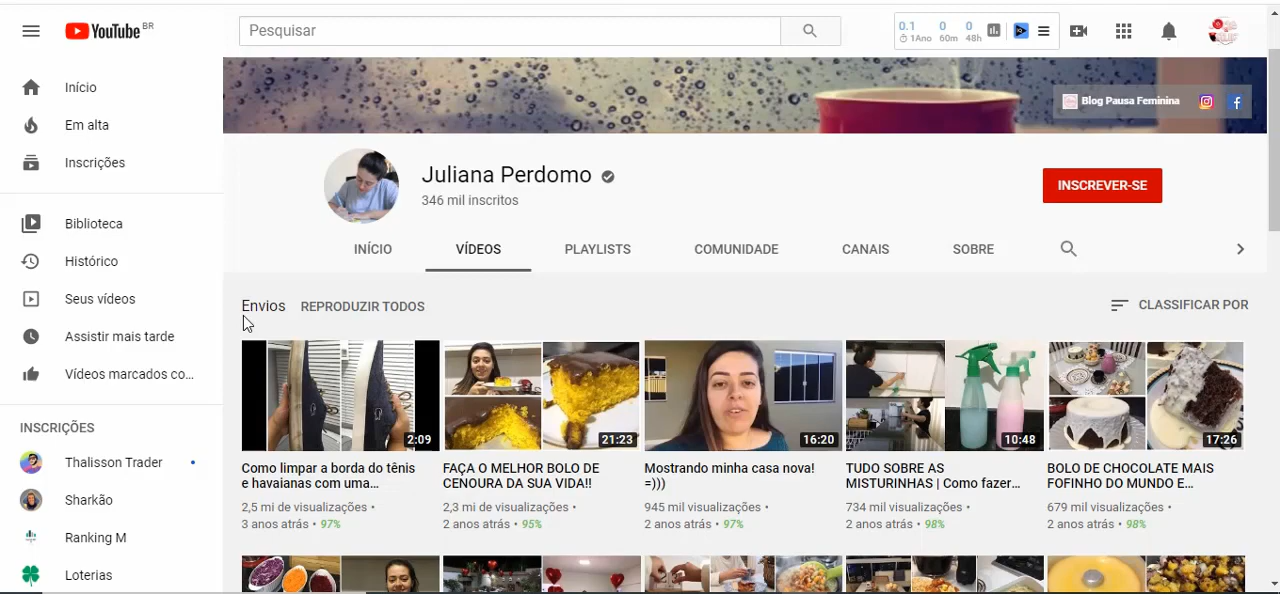 YouTube BR
Pesquisar
0.1 0 0
1Ano 60m 48h
Início
Em alta
Inscrições
Biblioteca
Histórico
Seus vídeos
Assistir mais tarde
Vídeos marcados co...
INSCRIÇÕES
Thalisson Trader
Sharkão
Ranking M
Loterias
Blog Pausa Feminina
Juliana Perdomo
346 mil inscritos
INSCREVER-SE
INÍCIO VÍDEOS PLAYLISTS COMUNIDADE CANAIS SOBRE
Envios REPRODUZIR TODOS CLASSIFICAR POR
2:09
Como limpar a borda do tênis
e havaianas com uma...
2,5 mi de visualizações •
3 anos atrás • 97%
21:23
FAÇA O MELHOR BOLO DE
CENOURA DA SUA VIDA!!
2,3 mi de visualizações •
2 anos atrás • 95%
16:20
Mostrando minha casa nova!
=)))
945 mil visualizações •
2 anos atrás • 97%
10:48
TUDO SOBRE AS
MISTURINHAS | Como fazer...
734 mil visualizações •
2 anos atrás • 98%
17:26
BOLO DE CHOCOLATE MAIS
FOFINHO DO MUNDO E...
679 mil visualizações •
2 anos atrás • 98%